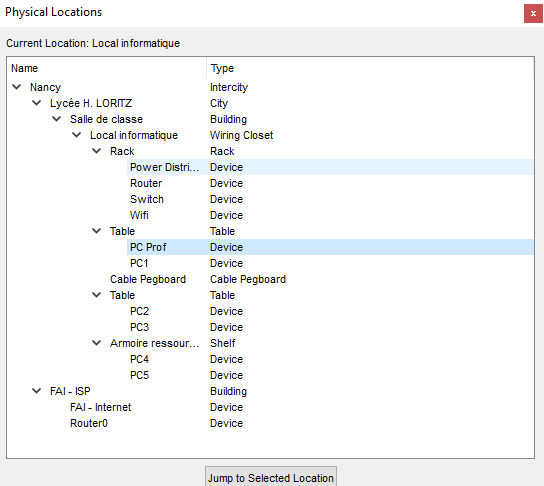 Physical Locations
x
Current Location: Local informatique
Name Type
Nancy Intercity
Lycée H. LORITZ City
Salle de classe Building
Local informatique Wiring Closet
Rack Rack
Power Distri... Device
Router Device
Switch Device
Wifi Device
Table Table
PC Prof Device
PC1 Device
Cable Pegboard Cable Pegboard
Table Table
PC2 Device
PC3 Device
Armoire ressour... Shelf
PC4 Device
PC5 Device
FAI - ISP Building
FAI - Internet Device
Router0 Device
Jump to Selected Location